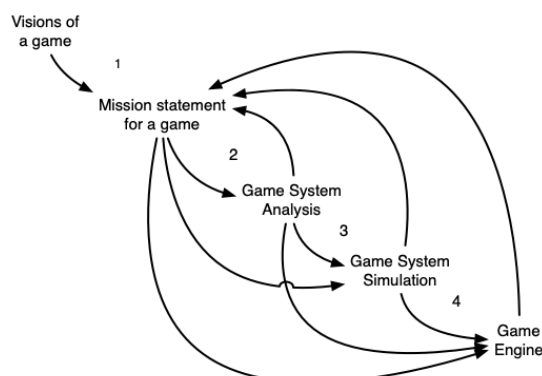 Visions of
a game
1
Mission statement
for a game
2
Game System
Analysis
3
Game System
Simulation
4
Game
Engine